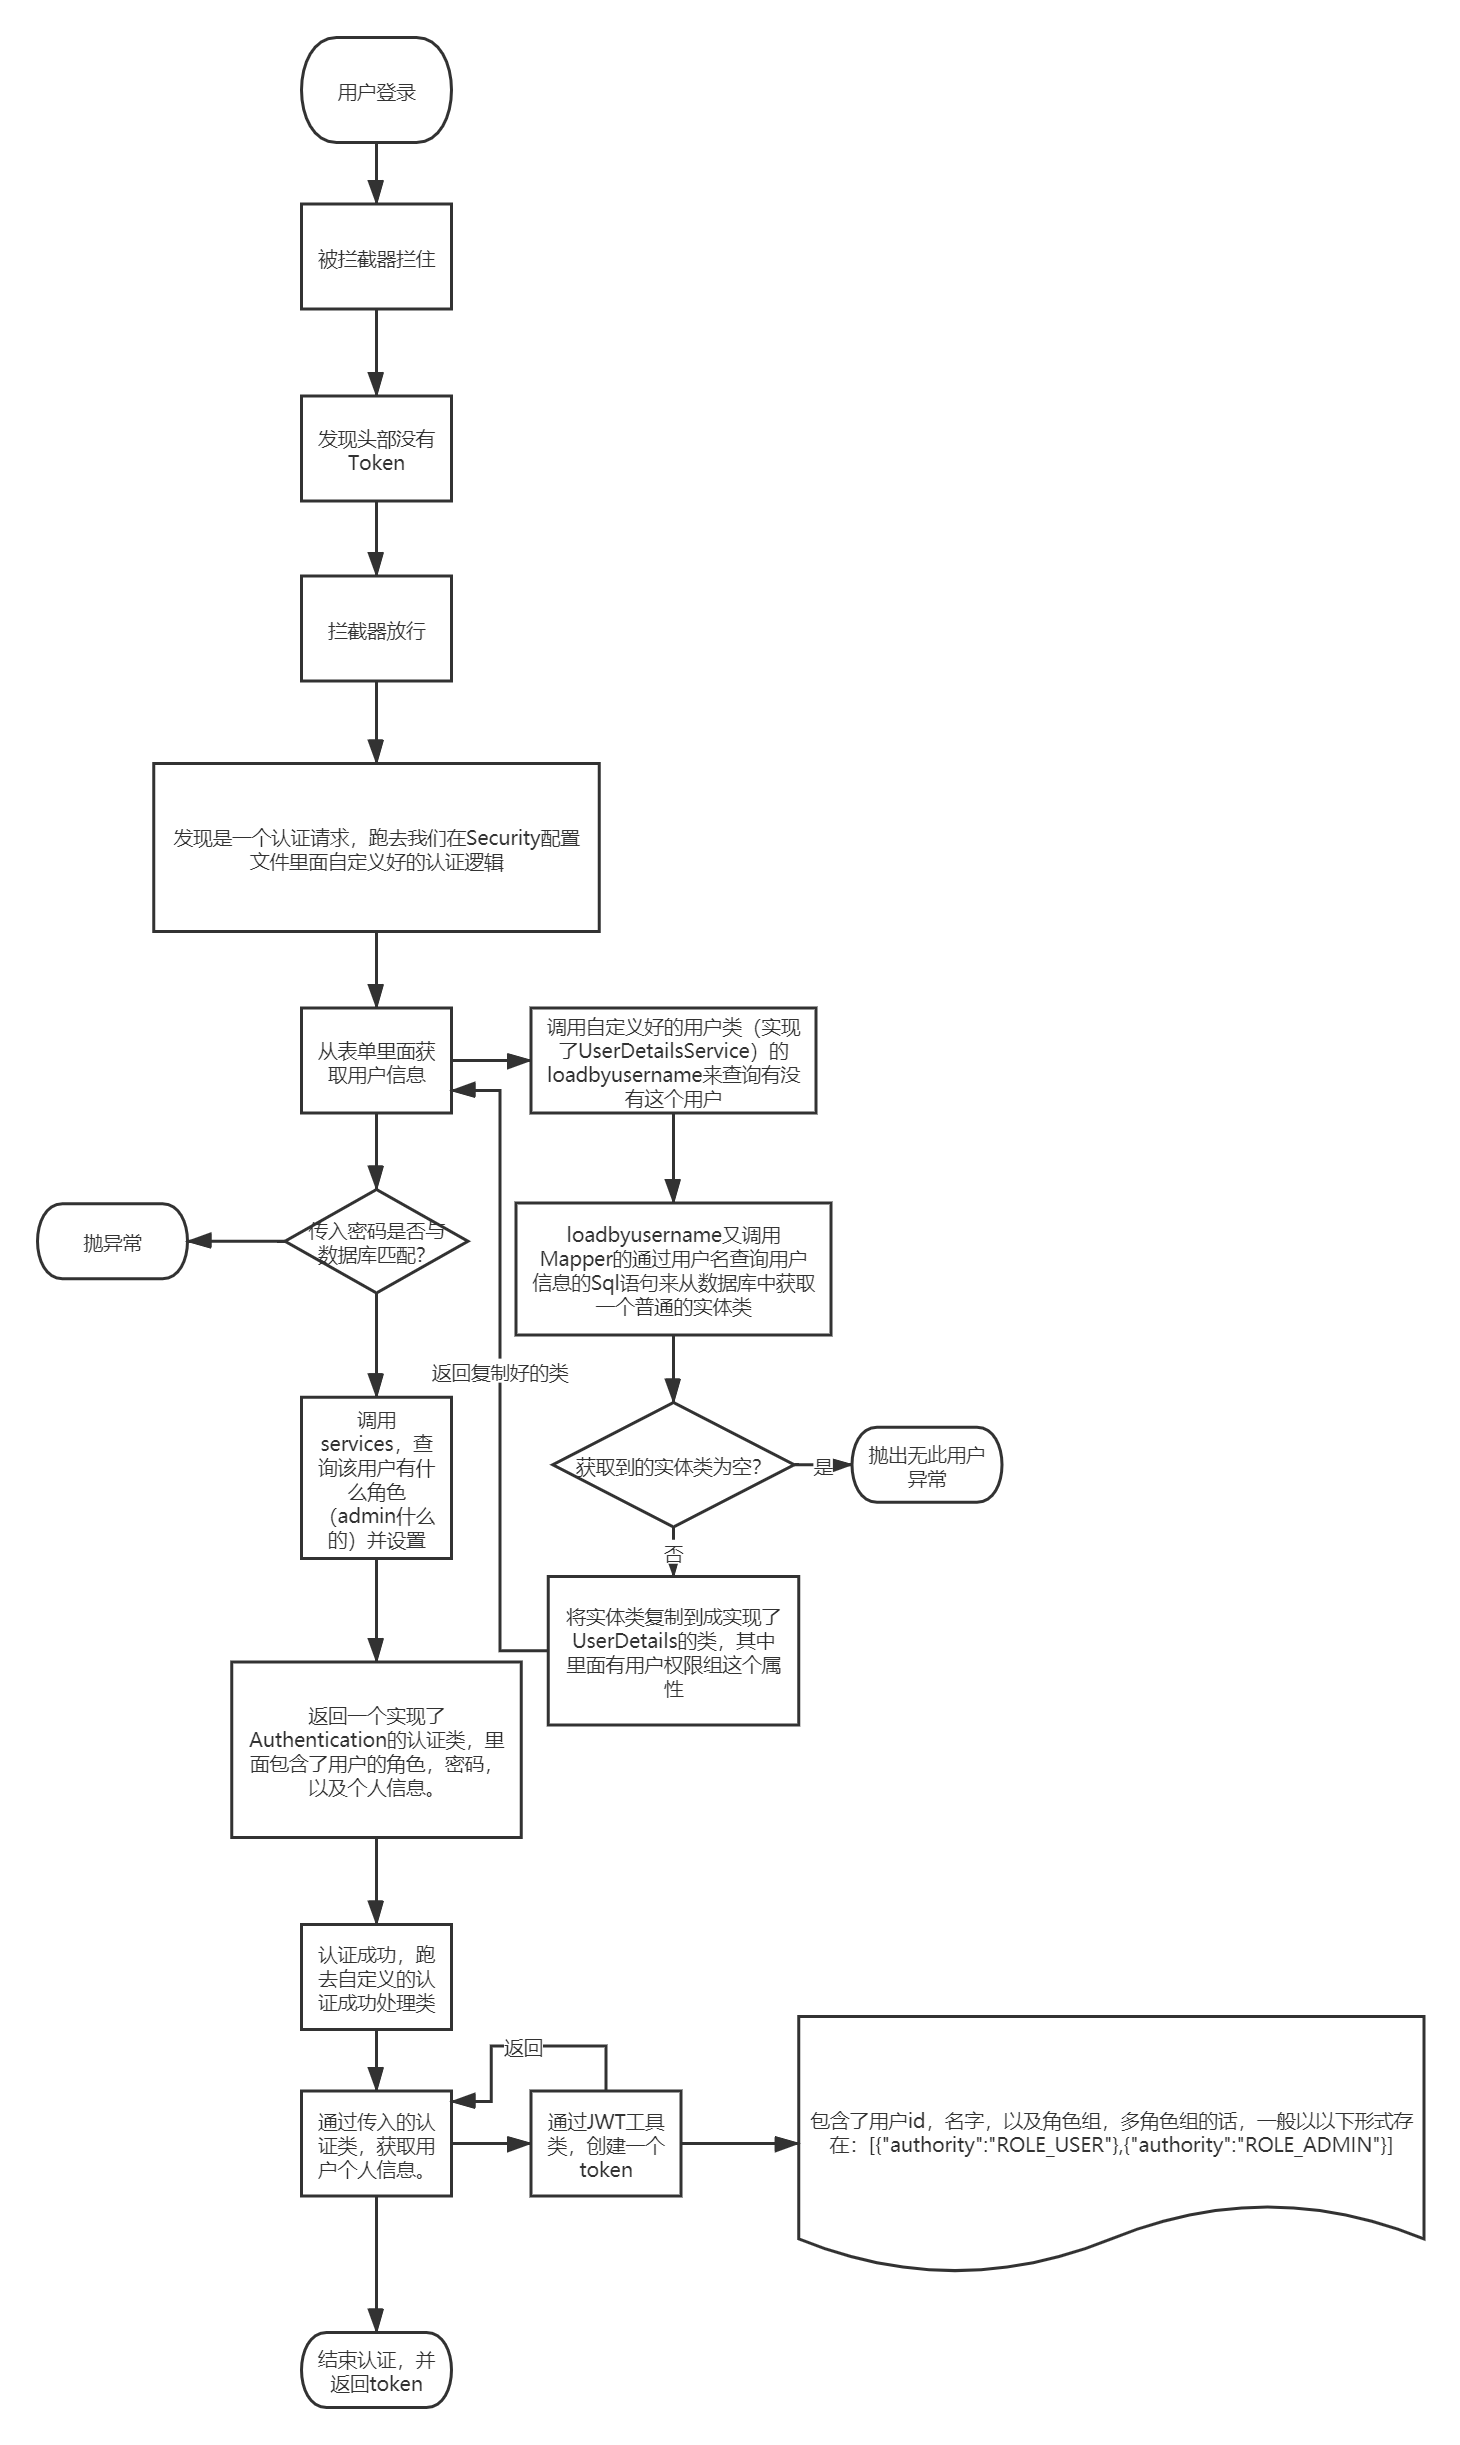 用户登录
被拦截器拦住
发现头部没有
Token
拦截器放行
发现是一个认证请求，跑去我们在Security配置
文件里面自定义好的认证逻辑
从表单里面获
取用户信息
调用自定义好的用户类（实现
了UserDetailsService）的
loadbyusername来查询有没
有这个用户
传入密码是否与
数据库匹配？
抛异常
loadbyusername又调用
Mapper的通过用户名查询用户
信息的Sql语句来从数据库中获取
一个普通的实体类
返回复制好的类
调用
services，查
询该用户有什
么角色
（admin什么
的）并设置
获取到的实体类为空？
是
抛出无此用户
异常
否
将实体类复制到成实现了
UserDetails的类，其中
里面有用户权限组这个属
性
返回一个实现了
Authentication的认证类，里
面包含了用户的角色，密码，
以及个人信息。
认证成功，跑
去自定义的认
证成功处理类
返回
通过传入的认
证类，获取用
户个人信息。
通过JWT工具
类，创建一个
token
包含了用户id，名字，以及角色组，多角色组的话，一般以以下形式存
在：[{"authority":"ROLE_USER"},{"authority":"ROLE_ADMIN"}]
结束认证，并
返回token